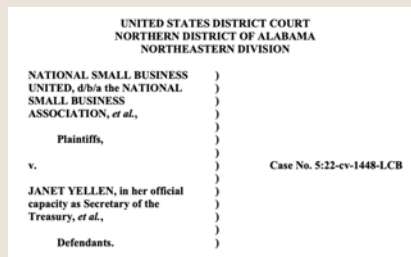 UNITED STATES DISTRICT COURT
NORTHERN DISTRICT OF ALABAMA
NORTHEASTERN DIVISION
NATIONAL SMALL BUSINESS )
UNITED, d/b/a the NATIONAL )
SMALL BUSINESS )
ASSOCIATION, et al., )
)
Plaintiffs, )
)
v. ) Case No. 5:22-cv-1448-LCB
)
JANET YELLEN, in her official )
capacity as Secretary of the )
Treasury, et al., )
)
Defendants. )